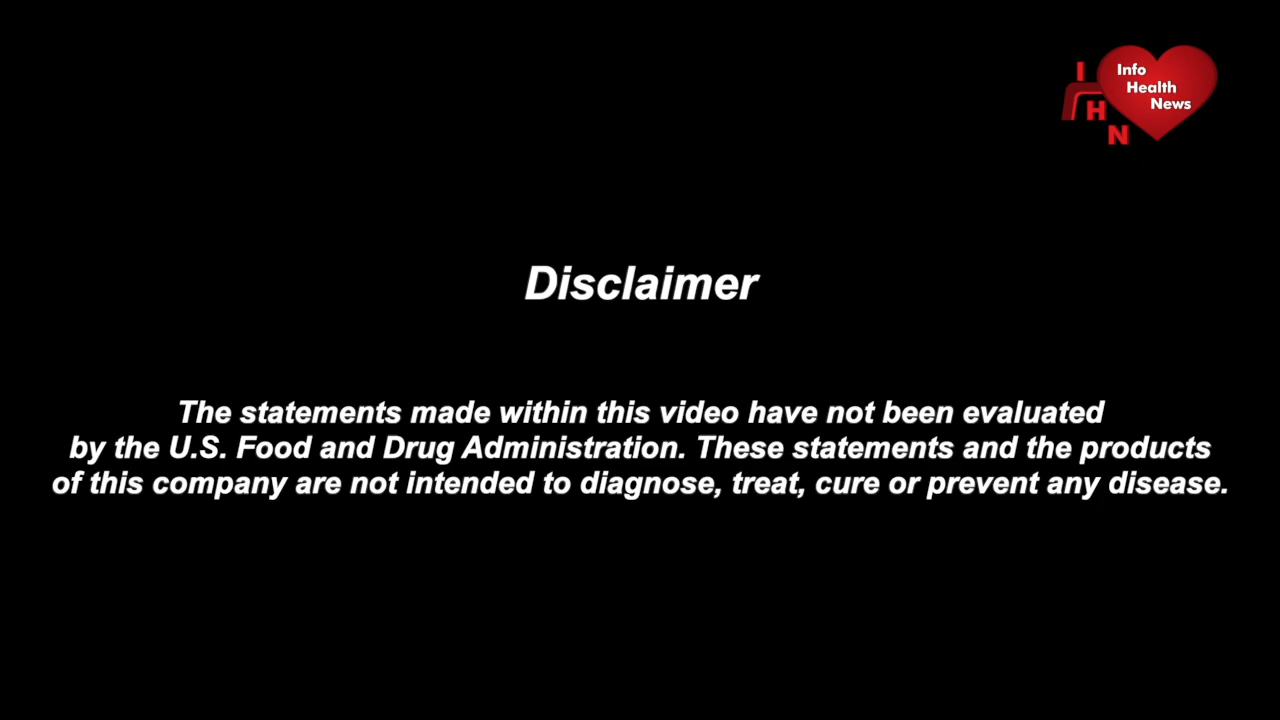 I
H
N
Info
Health
News
Disclaimer
The statements made within this video have not been evaluated
by the U.S. Food and Drug Administration. These statements and the products
of this company are not intended to diagnose, treat, cure or prevent any disease.